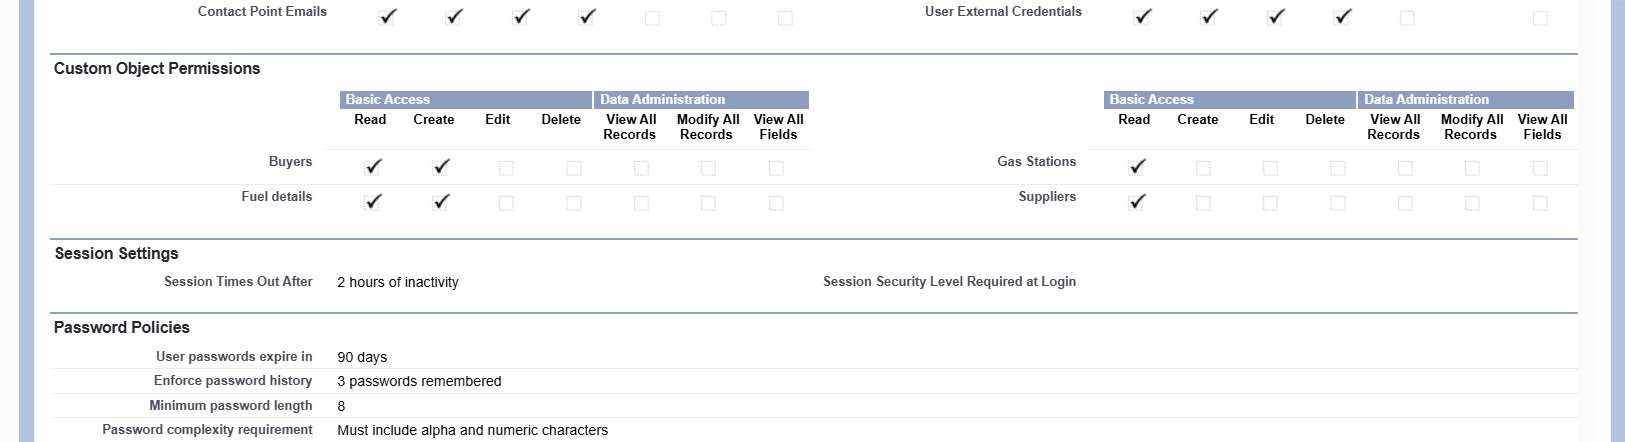 Contact Point Emails User External Credentials
Custom Object Permissions
Basic Access Data Administration Basic Access Data Administration
Read Create Edit Delete View All Records Modify All Records View All Fields Read Create Edit Delete View All Records Modify All Records View All Fields
Buyers Gas Stations
Fuel details Suppliers
Session Settings
Session Times Out After 2 hours of inactivity Session Security Level Required at Login
Password Policies
User passwords expire in 90 days
Enforce password history 3 passwords remembered
Minimum password length 8
Password complexity requirement Must include alpha and numeric characters